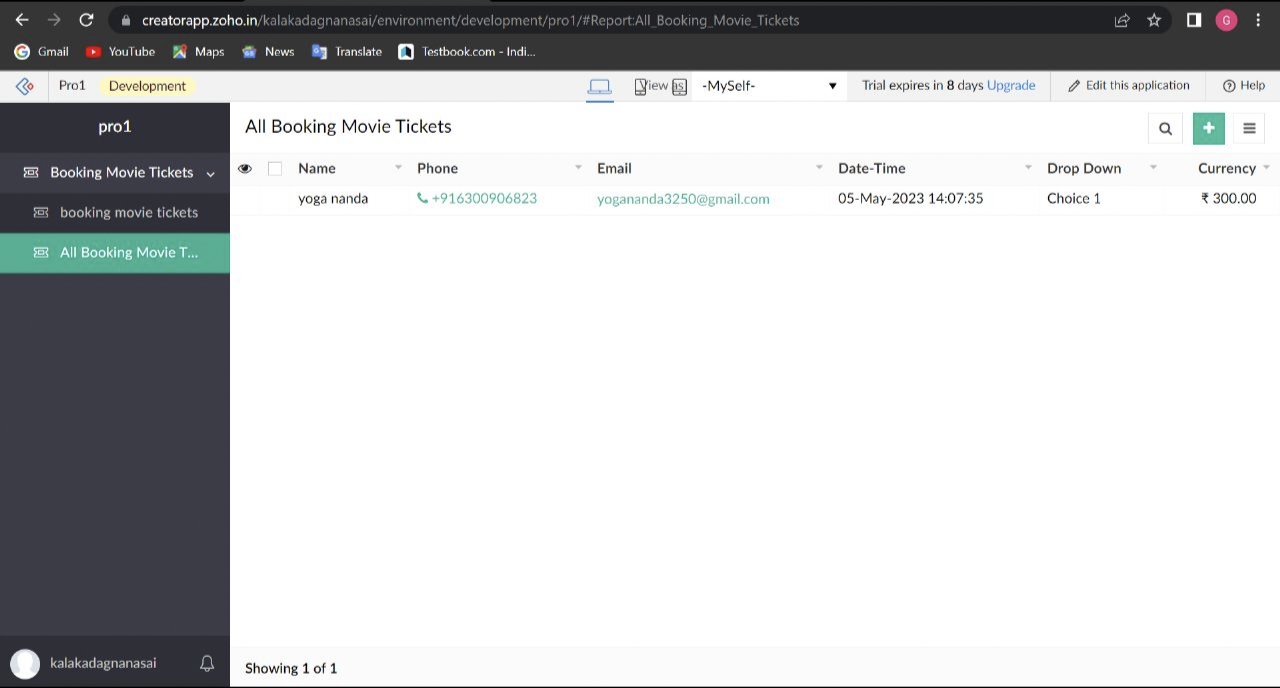 creatorapp.zoho.in/kalakadagnanasai/environment/development/pro1/#Report:All_Booking_Movie_Tickets
G
Gmail YouTube Maps News Translate Testbook.com - Indi...
Pro1 Development View as -MySelf- Trial expires in 8 days Upgrade Edit this application Help
pro1
All Booking Movie Tickets
Booking Movie Tickets
booking movie tickets
All Booking Movie T...
Name Phone Email Date-Time Drop Down Currency
yoga nanda +916300906823 yogananda3250@gmail.com 05-May-2023 14:07:35 Choice 1 ₹ 300.00
kalakadagnanasai
Showing 1 of 1